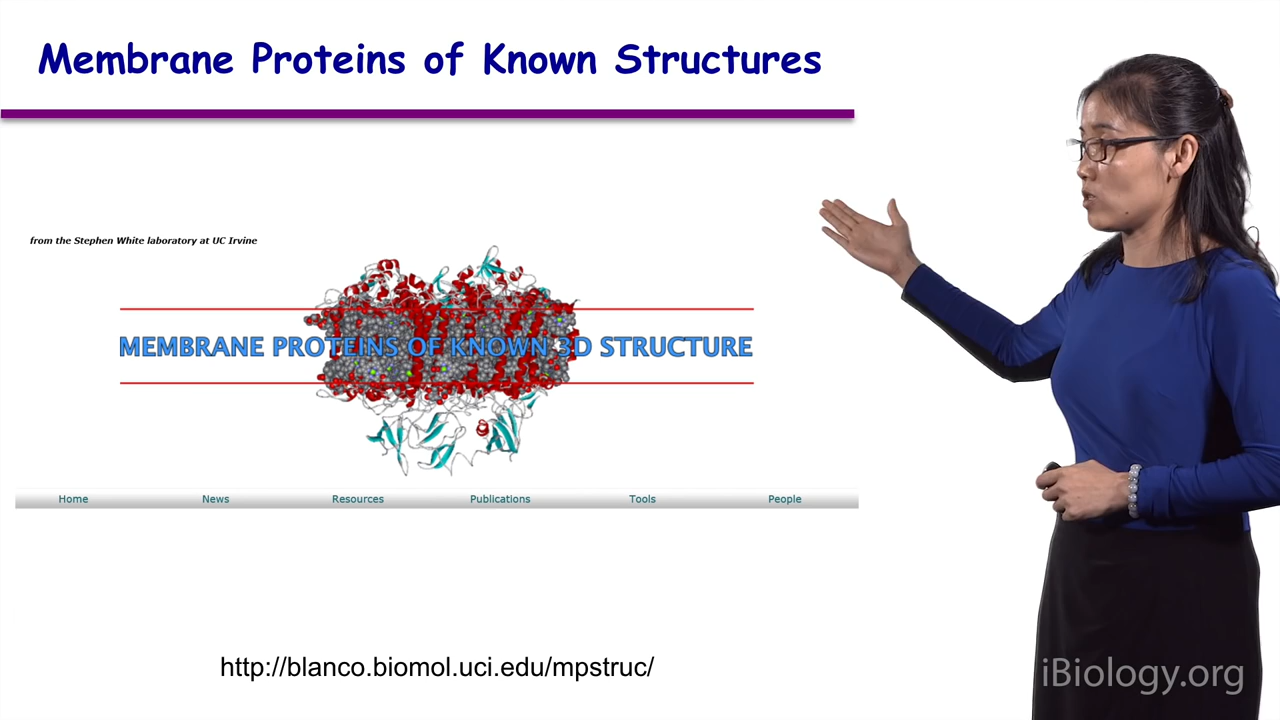 Membrane Proteins of Known Structures
from the Stephen White laboratory at UC Irvine
MEMBRANE PROTEINS OF KNOWN 3D STRUCTURE
Home News Resources Publications Tools People
http://blanco.biomol.uci.edu/mpstruc/
iBiology.org